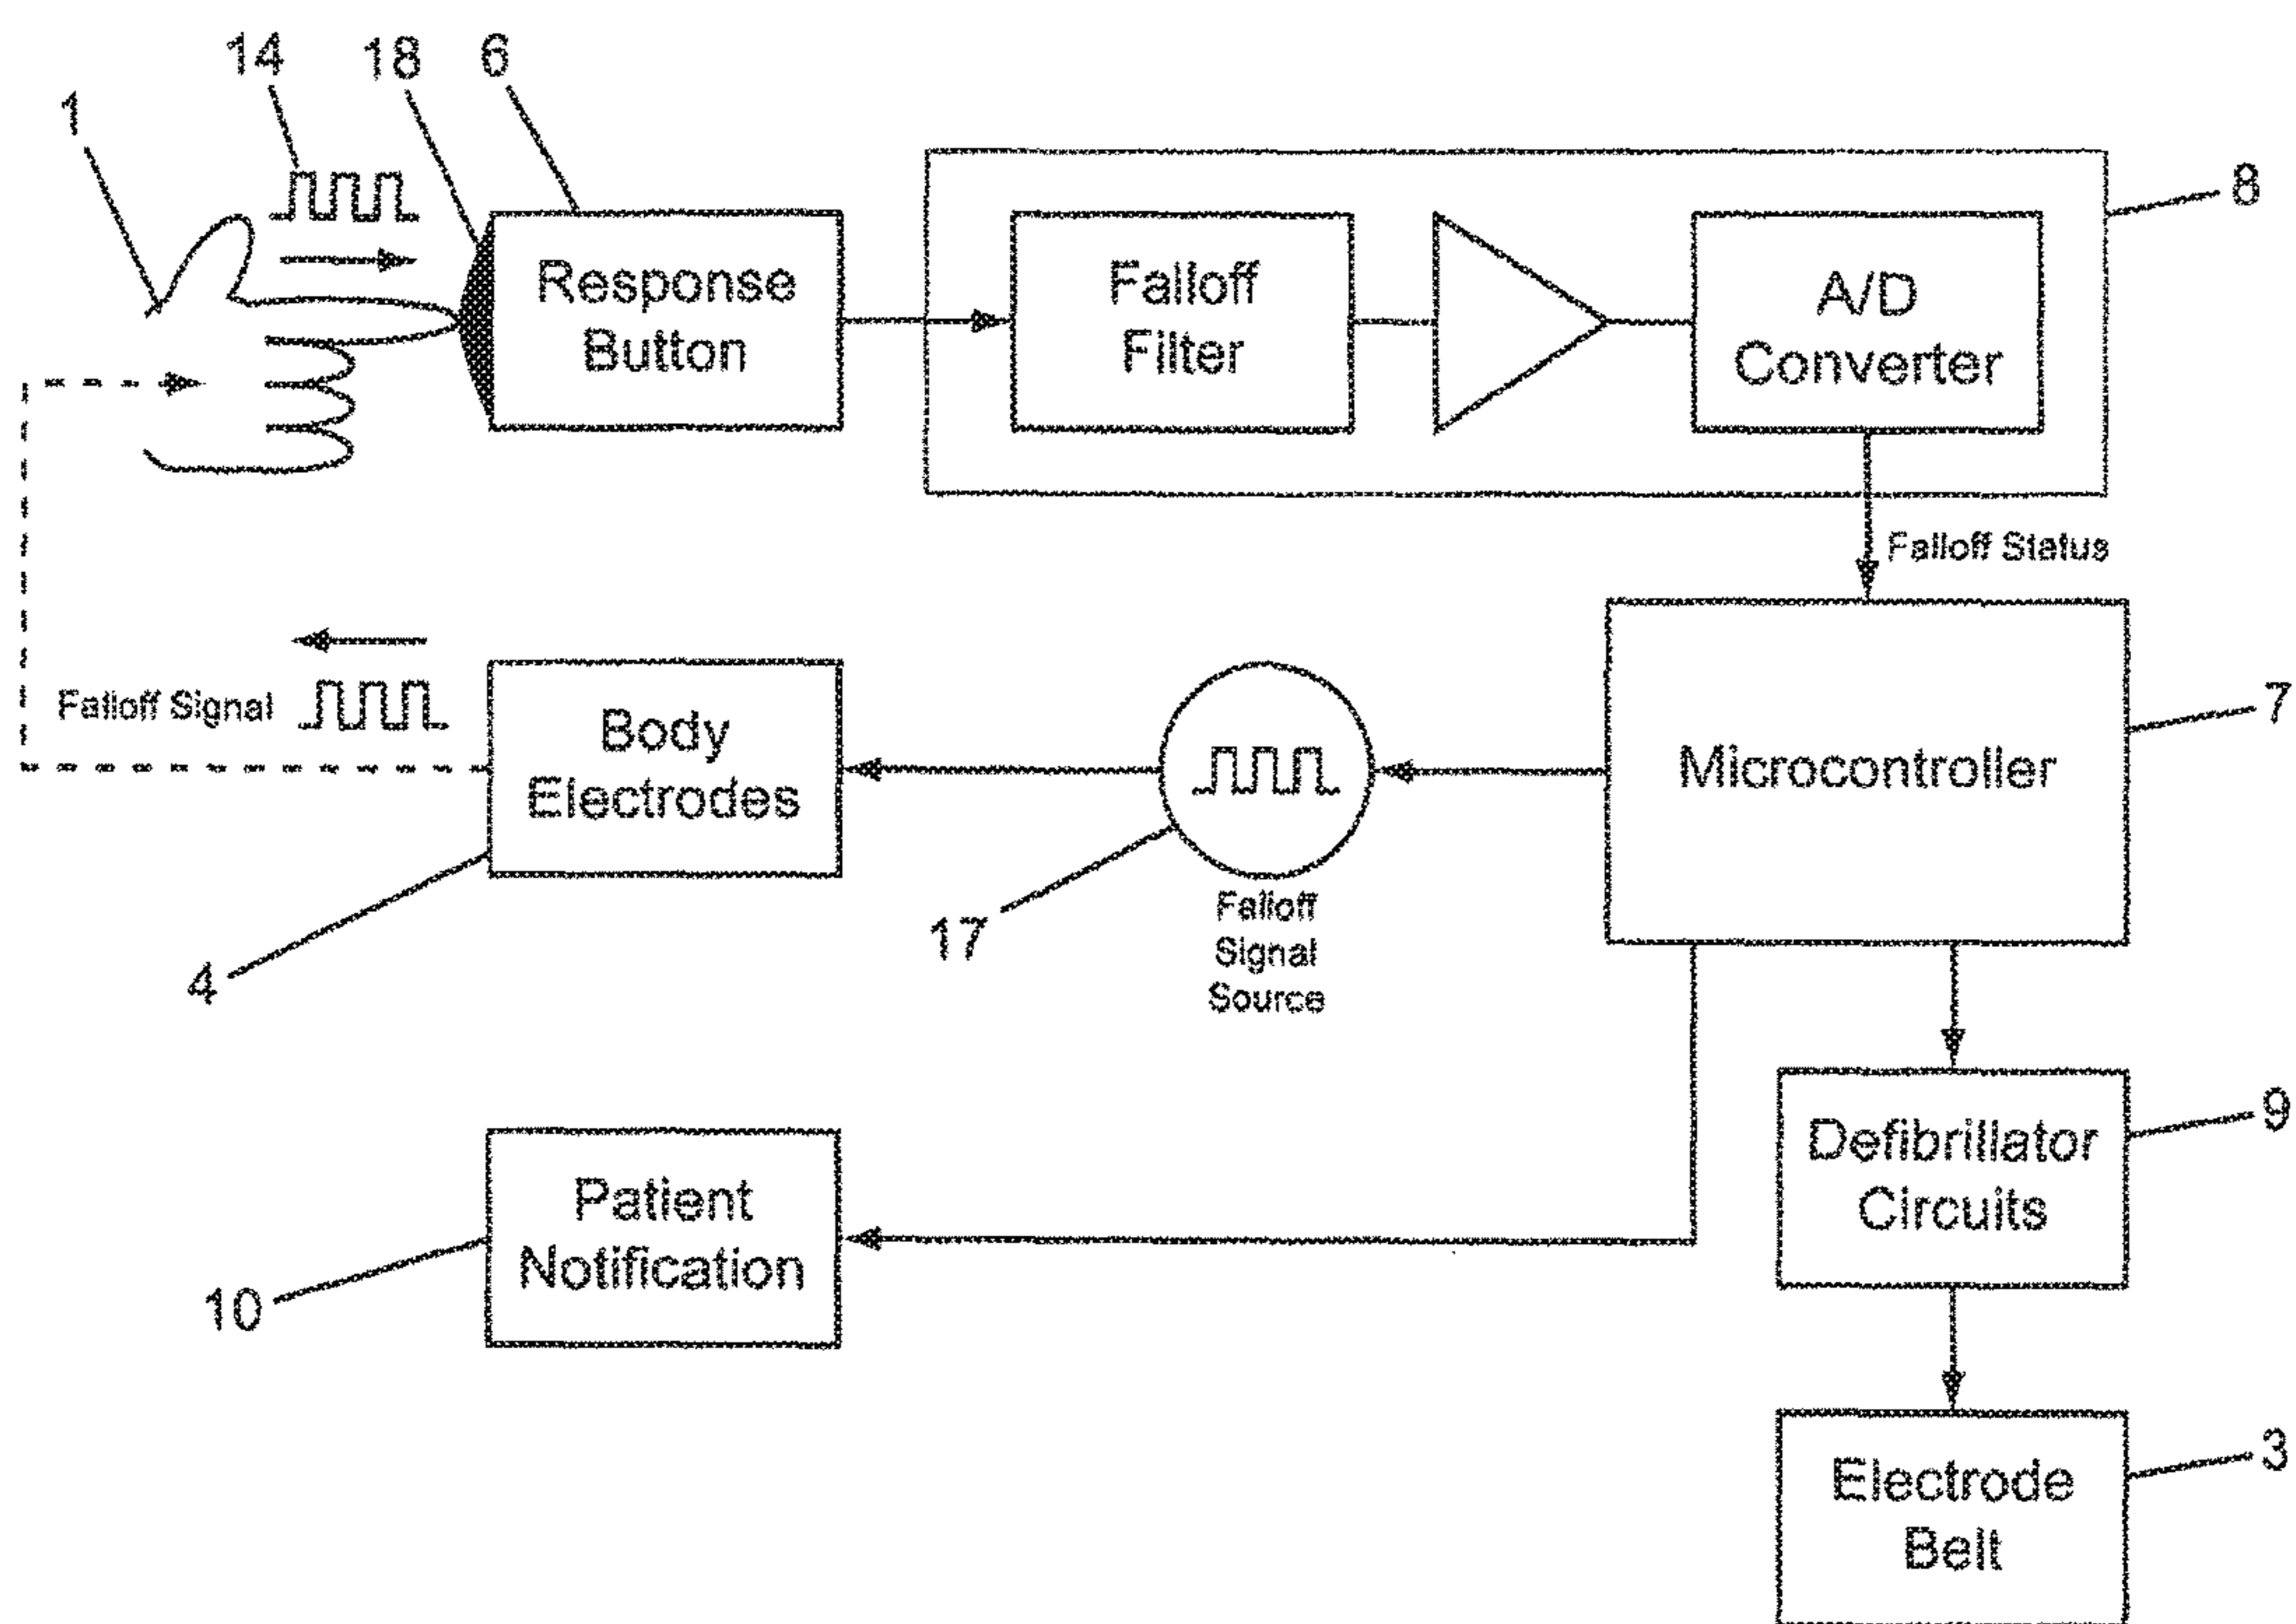 14
18
6
1
8
Response
Button
Falloff
Filter
A/D
Converter
Falloff Status
7
Falloff Signal
Body
Electrodes
Microcontroller
4
17
Falloff
Signal
Source
9
Defibrillator
Circuits
Patient
Notification
10
3
Electrode
Belt